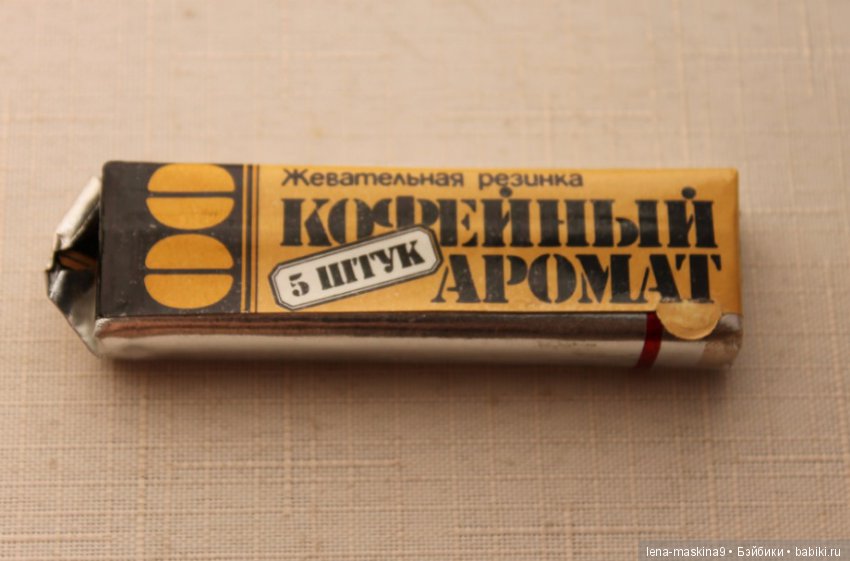 Жевательная резинка
КОФЕЙНЫЙ
5 ШТУК
АРОМАТ
lena-maskina9 • Бэйбики • babiki.ru